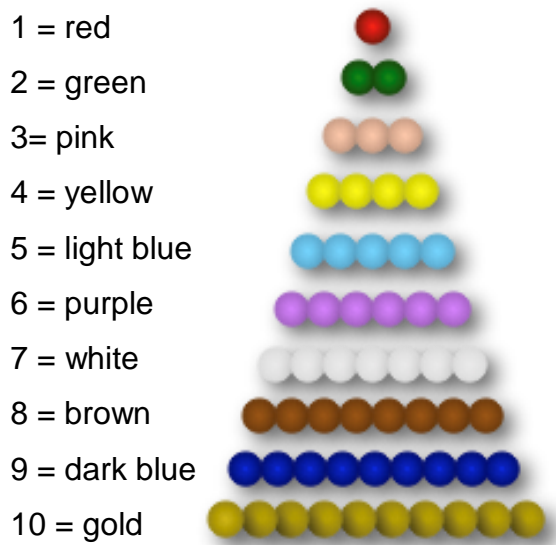 1 = red
2 = green
3= pink
4 = yellow
5 = light blue
6 = purple
7 = white
8 = brown
9 = dark blue
10 = gold